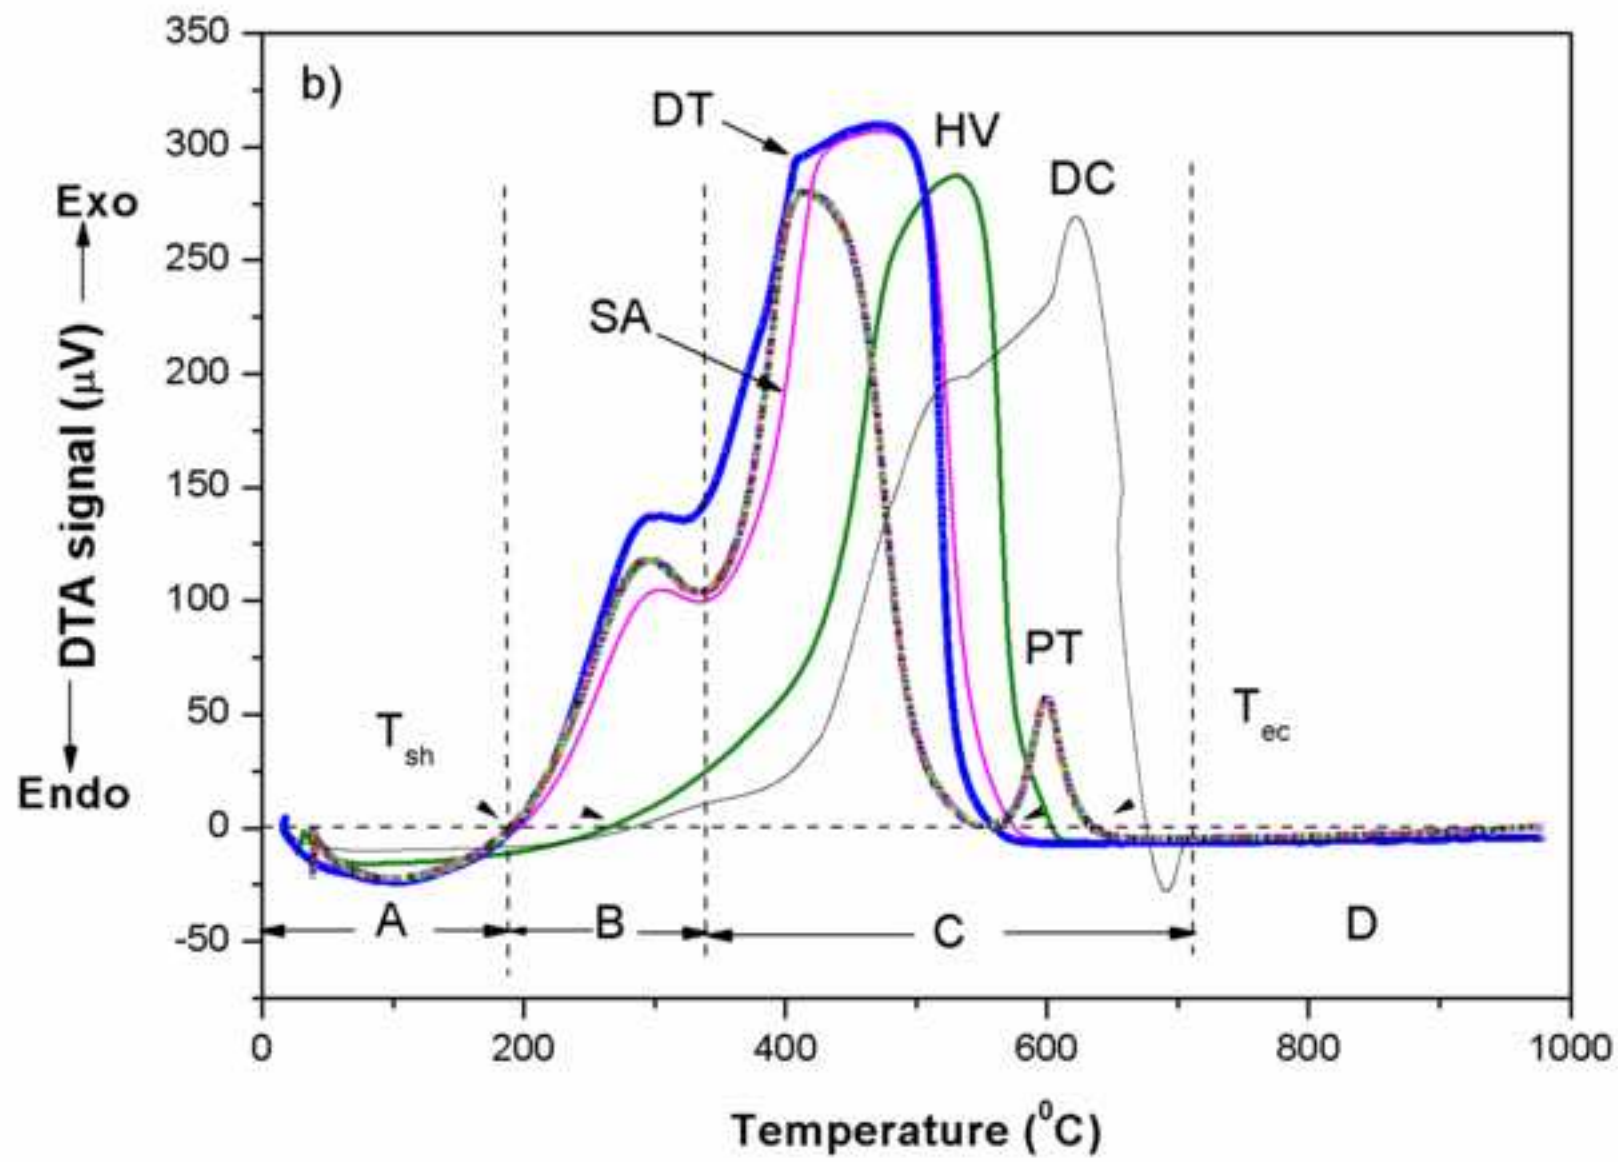 b)
350
300
250
200
150
100
50
0
-50
Exo
DTA signal (μV)
Endo
DT
HV
DC
SA
PT
T sh
T ec
A
B
C
D
0
200
400
600
800
1000
Temperature (⁰C)